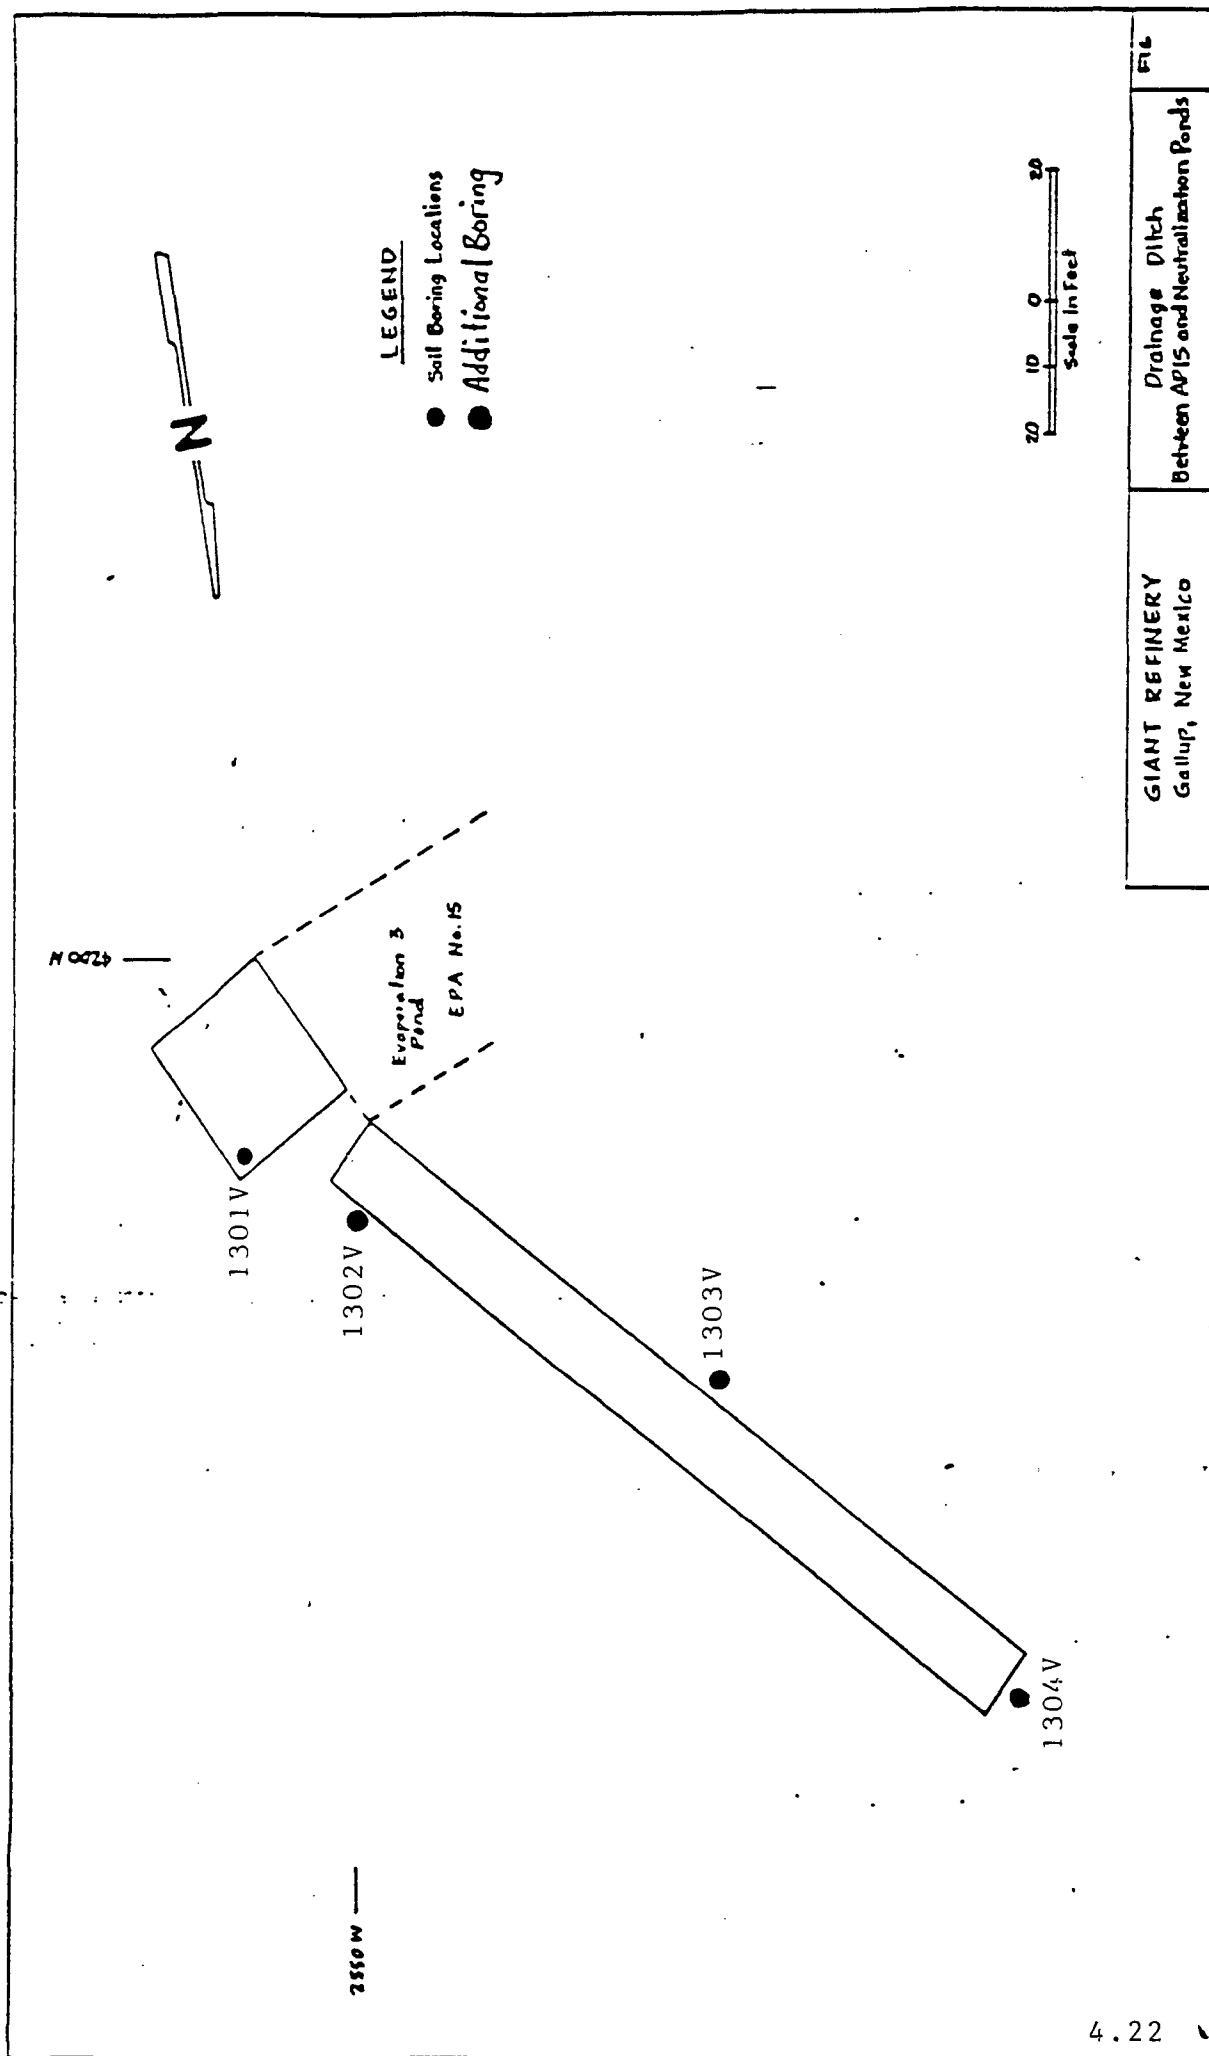 4200 N
LEGEND
Soil Boring Locations
Additional Boring
Evaporation 3
Pond
EPA No. 15
1301V
1302V
1303V
1304V
2550 W
20 10 0 20
Scale In Feet
GIANT REFINERY
Gallup, New Mexico
Drainage Ditch
Between APIS and Neutralization Ponds
N
4.22